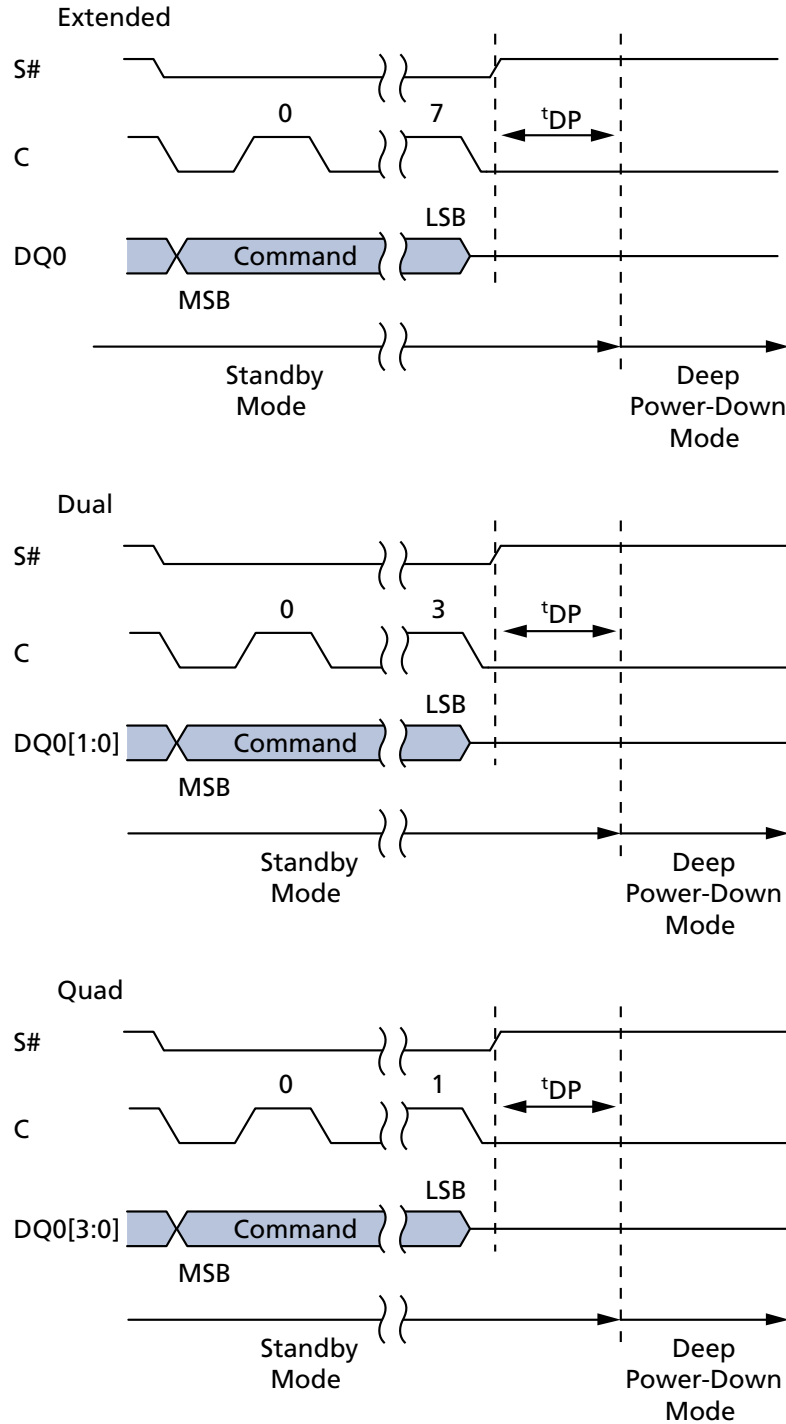 Extended
S#
0 7 tDP
C
LSB
DQ0 Command
MSB
Standby Deep
Mode Power-Down
Mode
Dual
S#
0 3 tDP
C
LSB
DQ0[1:0] Command
MSB
Standby Deep
Mode Power-Down
Mode
Quad
S#
0 1 tDP
C
LSB
DQ0[3:0] Command
MSB
Standby Deep
Mode Power-Down
Mode